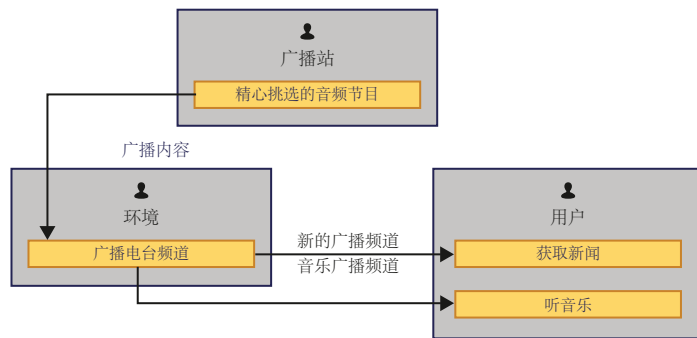 广播站
精心挑选的音频节目
广播内容
环境
广播电台频道
新的广播频道
音乐广播频道
用户
获取新闻
听音乐